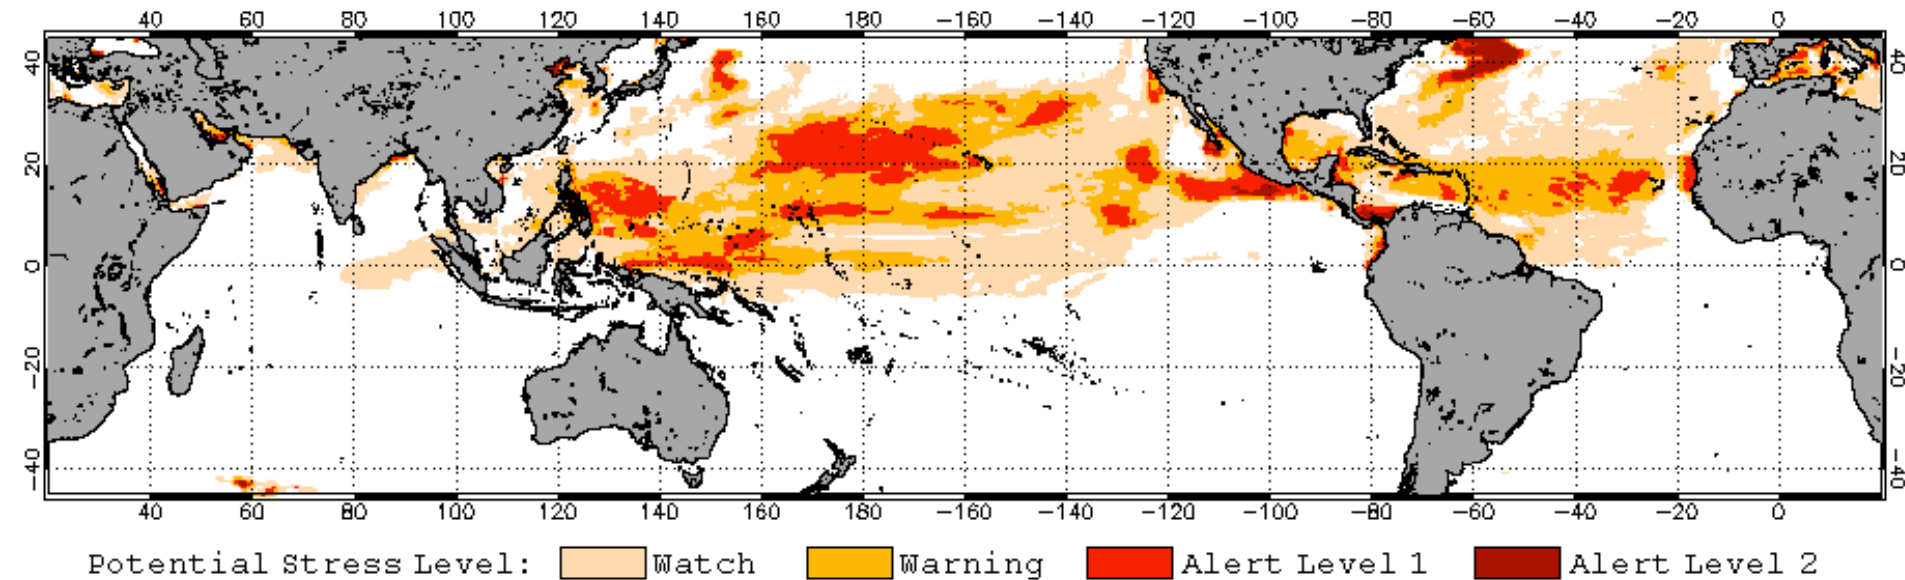 40 60 80 100 120 140 160 180 −160 −140 −120 −100 −80 −60 −40 −20 0
40 40
20 20
0 0
−20 −20
−40 −40
40 60 80 100 120 140 160 180 −160 −140 −120 −100 −80 −60 −40 −20 0
Potential Stress Level: Watch Warning Alert Level 1 Alert Level 2